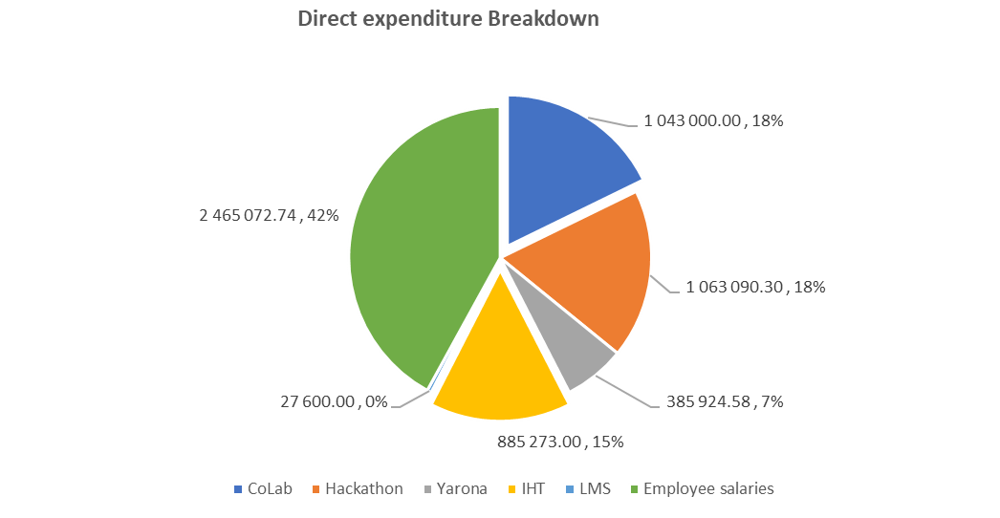 Direct expenditure Breakdown
1 043 000.00 , 18%
2 465 072.74 , 42%
1 063 090.30 , 18%
27 600.00 , 0%
385 924.58 , 7%
885 273.00 , 15%
CoLab Hackathon Yarona IHT LMS Employee salaries